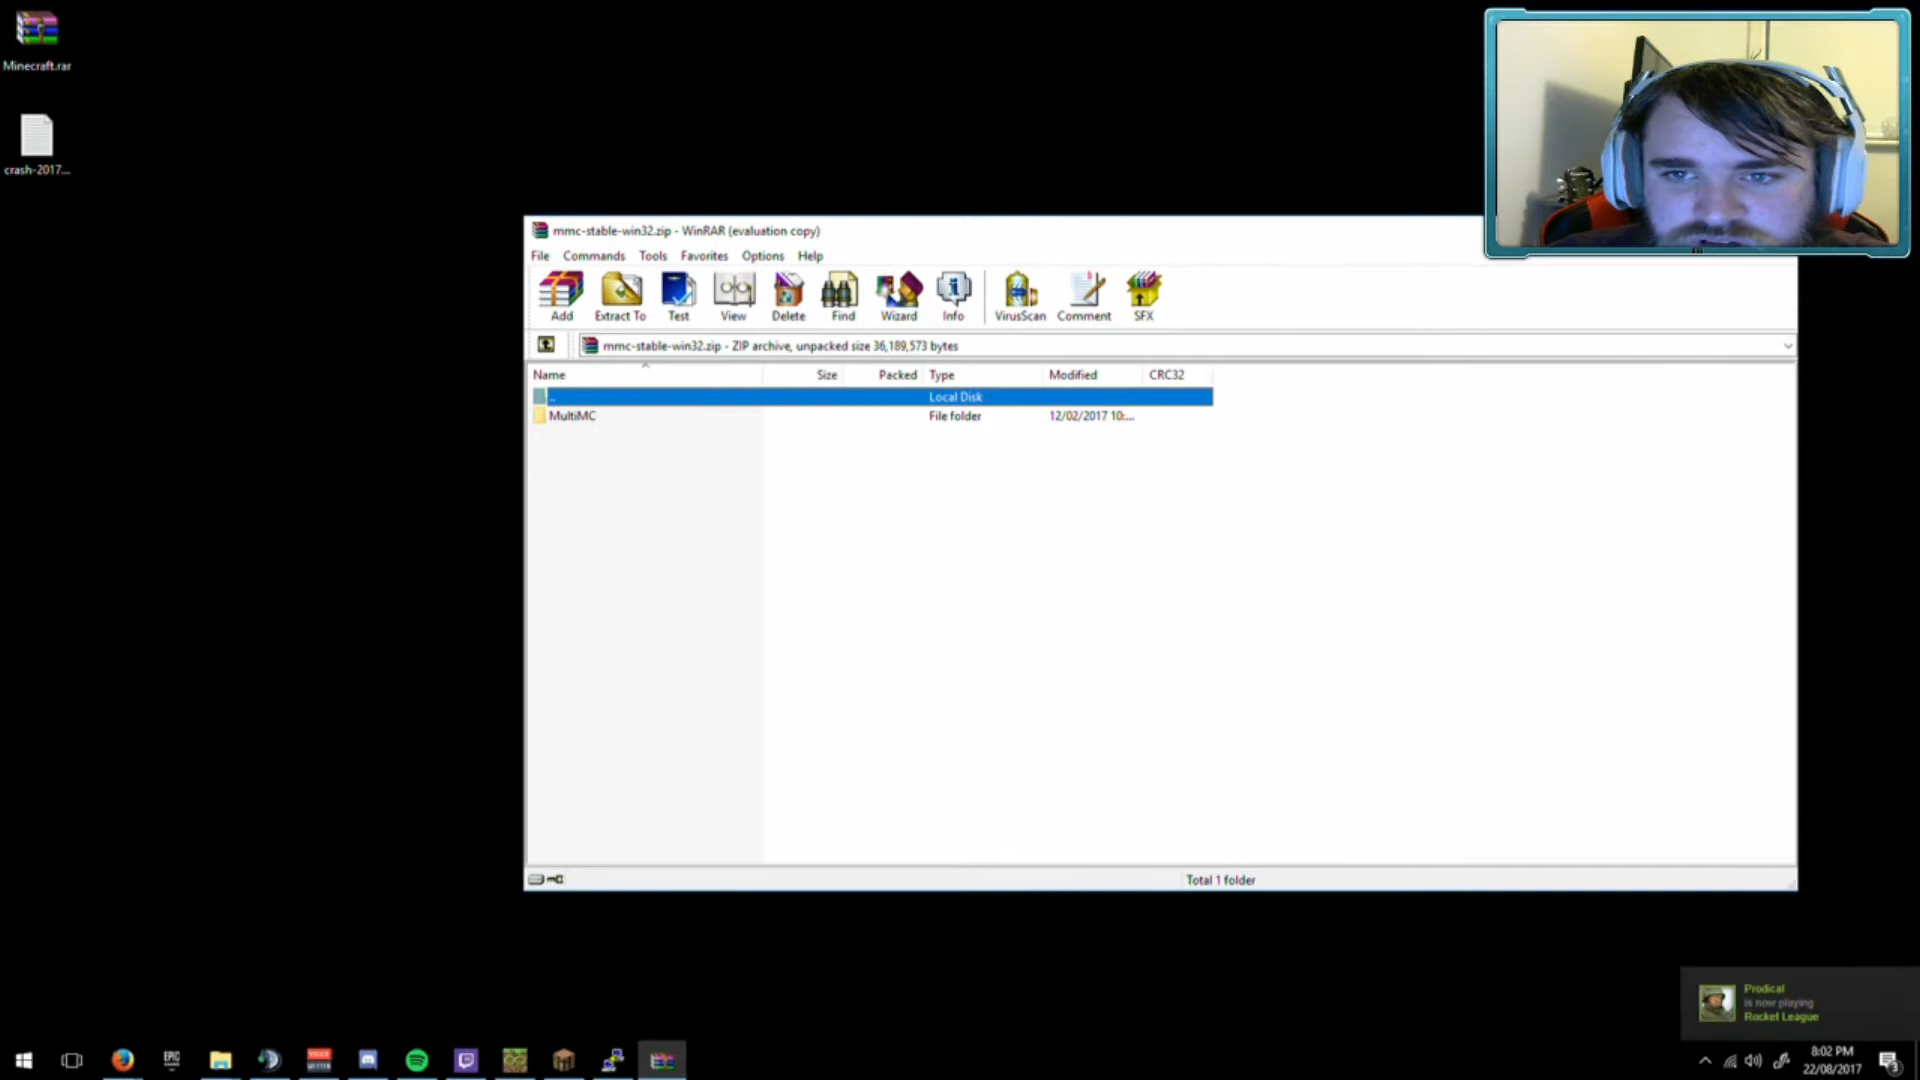 Minecraft.rar
crash-2017...
mmc-stable-win32.zip - WinRAR (evaluation copy)
File Commands Tools Favorites Options Help
Add Extract To Test View Delete Find Wizard Info VirusScan Comment SFX
mmc-stable-win32.zip - ZIP archive, unpacked size 36,189,573 bytes
Name Size Packed Type Modified CRC32
.. Local Disk
MultiMC File folder 12/02/2017 10:...
Total 1 folder
Prodical
is now playing
Rocket League
EPIC
8:02 PM
22/08/2017
3